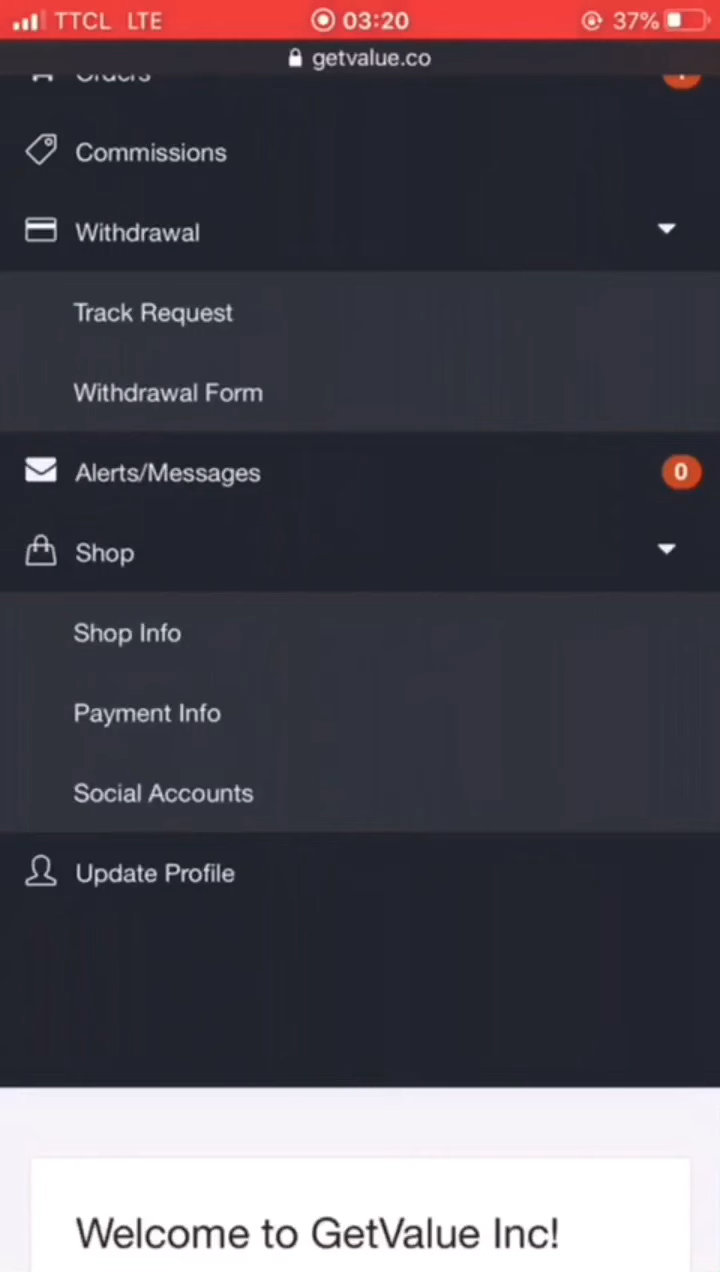 TTCL LTE 03:20 37%
getvalue.co
Orders
Commissions
Withdrawal
Track Request
Withdrawal Form
Alerts/Messages 0
Shop
Shop Info
Payment Info
Social Accounts
Update Profile
Welcome to GetValue Inc!